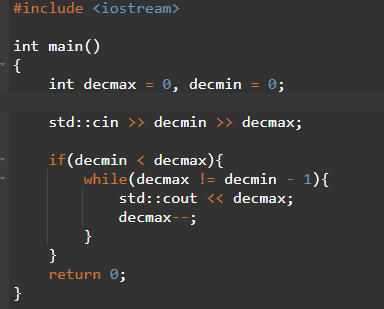 #include <iostream>
int main()
{
int decmax = 0, decmin = 0;
std::cin >> decmin >> decmax;
if(decmin < decmax){
while(decmax != decmin - 1){
std::cout << decmax;
decmax--;
}
}
return 0;
}